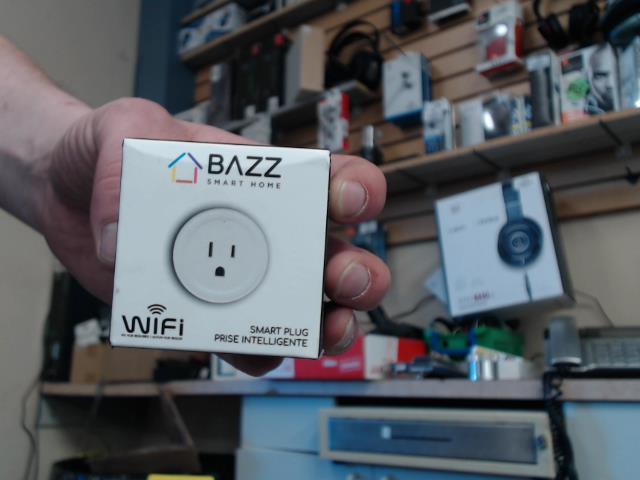 BAZZ
SMART HOME
WiFi
SMART PLUG
PRISE INTELLIGENTE